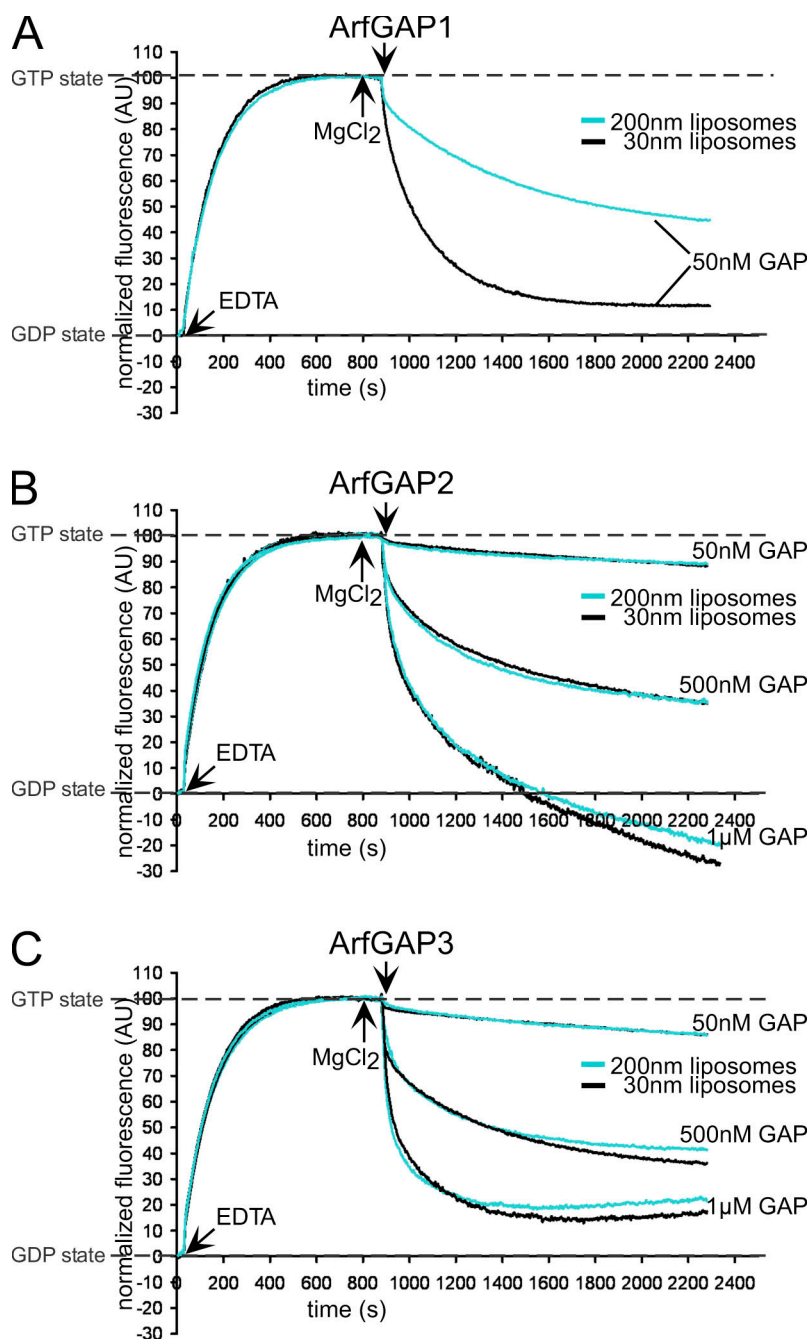 A
ArfGAP1
normalized fluorescence (AU)
110
100
90
80
70
60
50
40
30
20
10
0
-10
-20
-30
GTP state
GDP state
MgCl2
EDTA
200nm liposomes
30nm liposomes
50nM GAP
0 200 400 600 800 1000 1200 1400 1600 1800 2000 2200 2400
time (s)
B
ArfGAP2
normalized fluorescence (AU)
110
100
90
80
70
60
50
40
30
20
10
0
-10
-20
-30
GTP state
GDP state
MgCl2
EDTA
50nM GAP
200nm liposomes
30nm liposomes
500nM GAP
1µM GAP
0 200 400 600 800 1000 1200 1400 1600 1800 2000 2200 2400
time (s)
C
ArfGAP3
normalized fluorescence (AU)
110
100
90
80
70
60
50
40
30
20
10
0
-10
-20
-30
GTP state
GDP state
MgCl2
EDTA
50nM GAP
200nm liposomes
30nm liposomes
500nM GAP
1µM GAP
0 200 400 600 800 1000 1200 1400 1600 1800 2000 2200 2400
time (s)